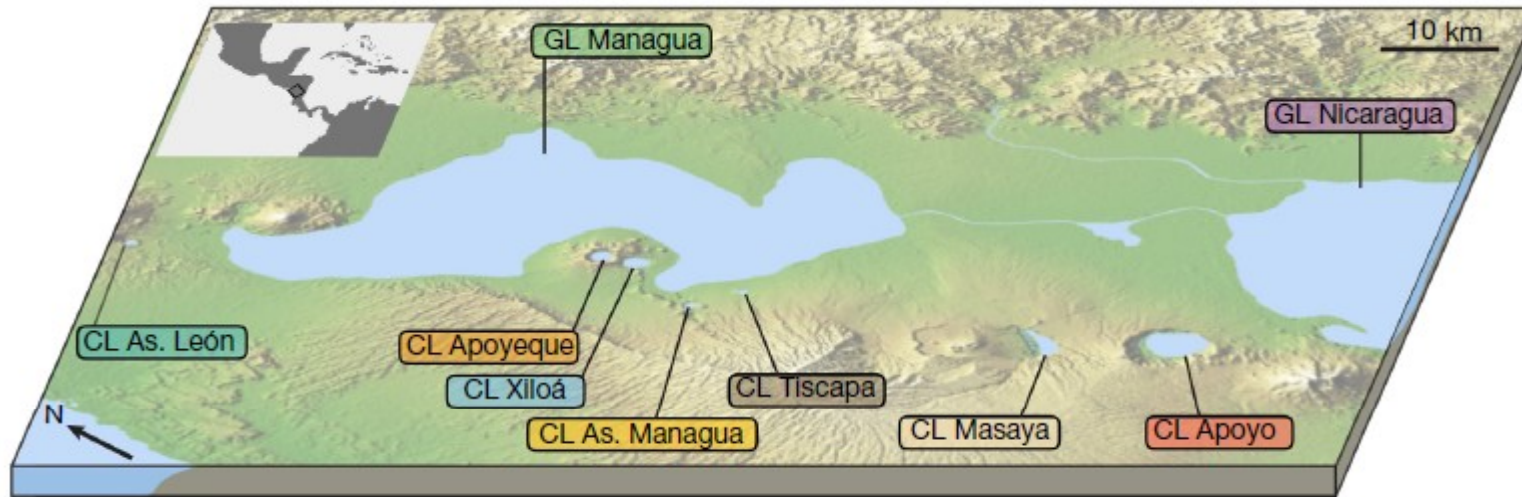 GL Managua
10 km
GL Nicaragua
CL As. León
CL Apoyeque
CL Xiloá
CL Tiscapa
CL As. Managua
CL Masaya
CL Apoyo
N